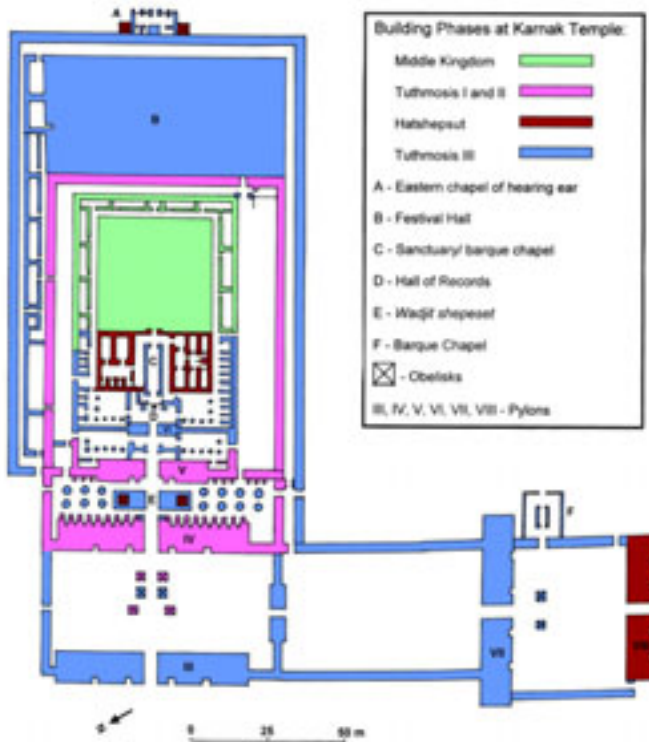 A
Building Phases at Karnak Temple:
Middle Kingdom
Tuthmosis I and II
Hatshepsut
Tuthmosis III
A - Eastern chapel of hearing ear
B - Festival Hall
C - Sanctuary/ barque chapel
D - Hall of Records
E - Wadjit shepeset
F - Barque Chapel
- Obelisks
III, IV, V, VI, VII, VIII - Pylons
B
C
V
E
IV
F
III
VII
VIII
N
0 25 50 m